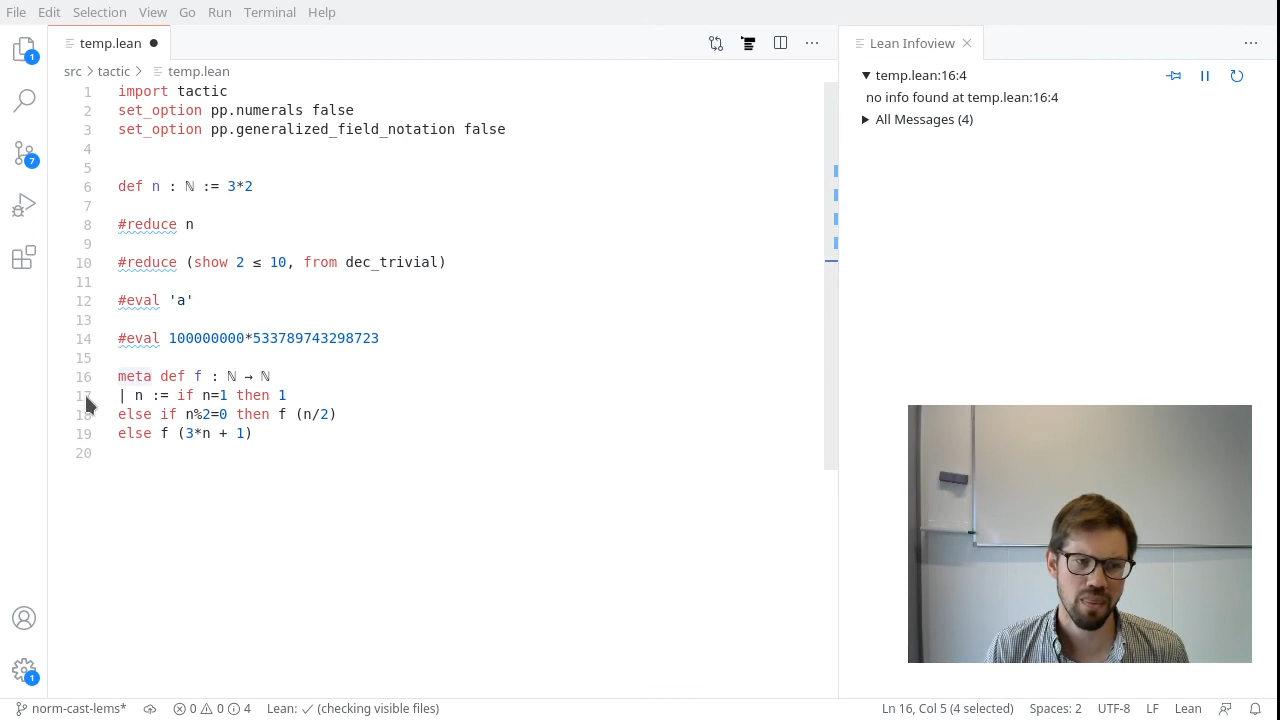 File Edit Selection View Go Run Terminal Help
temp.lean
Lean Infoview
src tactic temp.lean
temp.lean:16:4
no info found at temp.lean:16:4
All Messages (4)
1 import tactic
2 set_option pp.numerals false
3 set_option pp.generalized_field_notation false
4
5
6 def n : ℕ := 3*2
7
8 #reduce n
9
10 #reduce (show 2 ≤ 10, from dec_trivial)
11
12 #eval 'a'
13
14 #eval 100000000*533789743298723
15
16 meta def f : ℕ → ℕ
17 | n := if n=1 then 1
18 else if n%2=0 then f (n/2)
19 else f (3*n + 1)
20
1
7
1
norm-cast-lems* 0 0 4 Lean: ✓ (checking visible files) Ln 16, Col 5 (4 selected) Spaces: 2 UTF-8 LF Lean